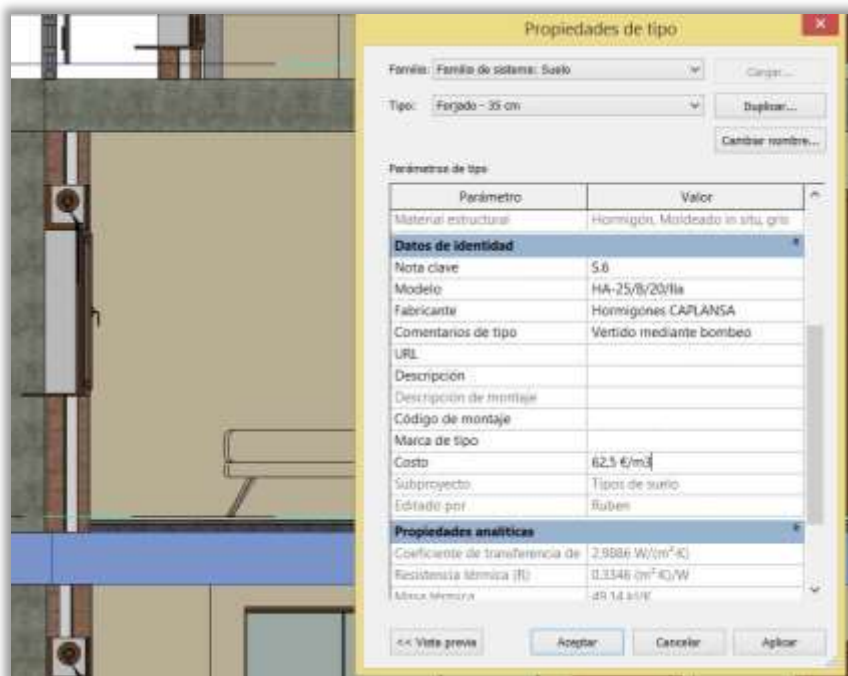 Propiedades de tipo
Familia: Familia de sistema: Suelo Cargar...
Tipo: Forjado - 35 cm Duplicar...
Cambiar nombre...
Parámetros de tipo
Parámetro Valor
Material estructural Hormigón, Moldeado in situ, gris
Datos de identidad
Nota clave 5.6
Modelo HA-25/B/20/IIa
Fabricante Hormigones CAPLANSA
Comentarios de tipo Vertido mediante bombeo
URL
Descripción
Descripción de montaje
Código de montaje
Marca de tipo
Costo 62,5 €/m3
Subproyecto Tipos de suelo
Editado por Ruben
Propiedades analíticas
Coeficiente de transferencia de 2,9886 W/(m²·K)
Resistencia térmica (R) 0,3346 (m²·K)/W
Masa térmica 49,14 kJ/K
<< Vista previa Aceptar Cancelar Aplicar